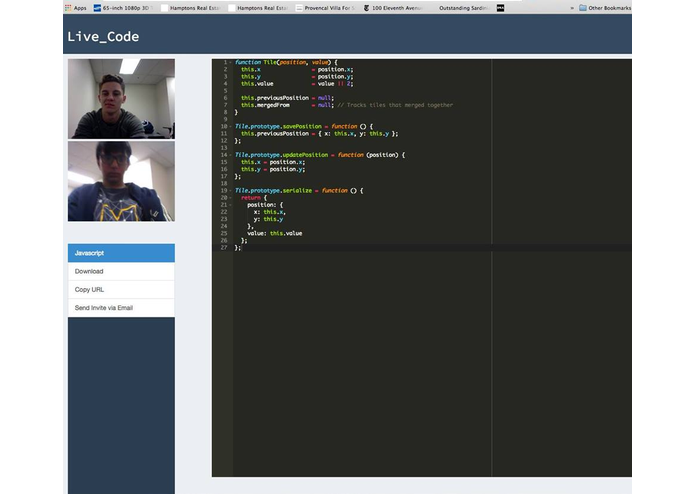 Apps 65-inch 1080p 3D Hamptons Real Esta Hamptons Real Esta Provencal Villa For S 100 Eleventh Avenu Outstanding Sardin » Other Bookmarks
Live_Code
Javascript
Download
Copy URL
Send Invite via Email
1 function Tile(position, value) {
2 this.x = position.x;
3 this.y = position.y;
4 this.value = value || 2;
5
6 this.previousPosition = null;
7 this.mergedFrom = null; // Tracks tiles that merged together
8 }
9
10 Tile.prototype.savePosition = function () {
11 this.previousPosition = { x: this.x, y: this.y };
12 };
13
14 Tile.prototype.updatePosition = function (position) {
15 this.x = position.x;
16 this.y = position.y;
17 };
18
19 Tile.prototype.serialize = function () {
20 return {
21 position: {
22 x: this.x,
23 y: this.y
24 },
25 value: this.value
26 };
27 };